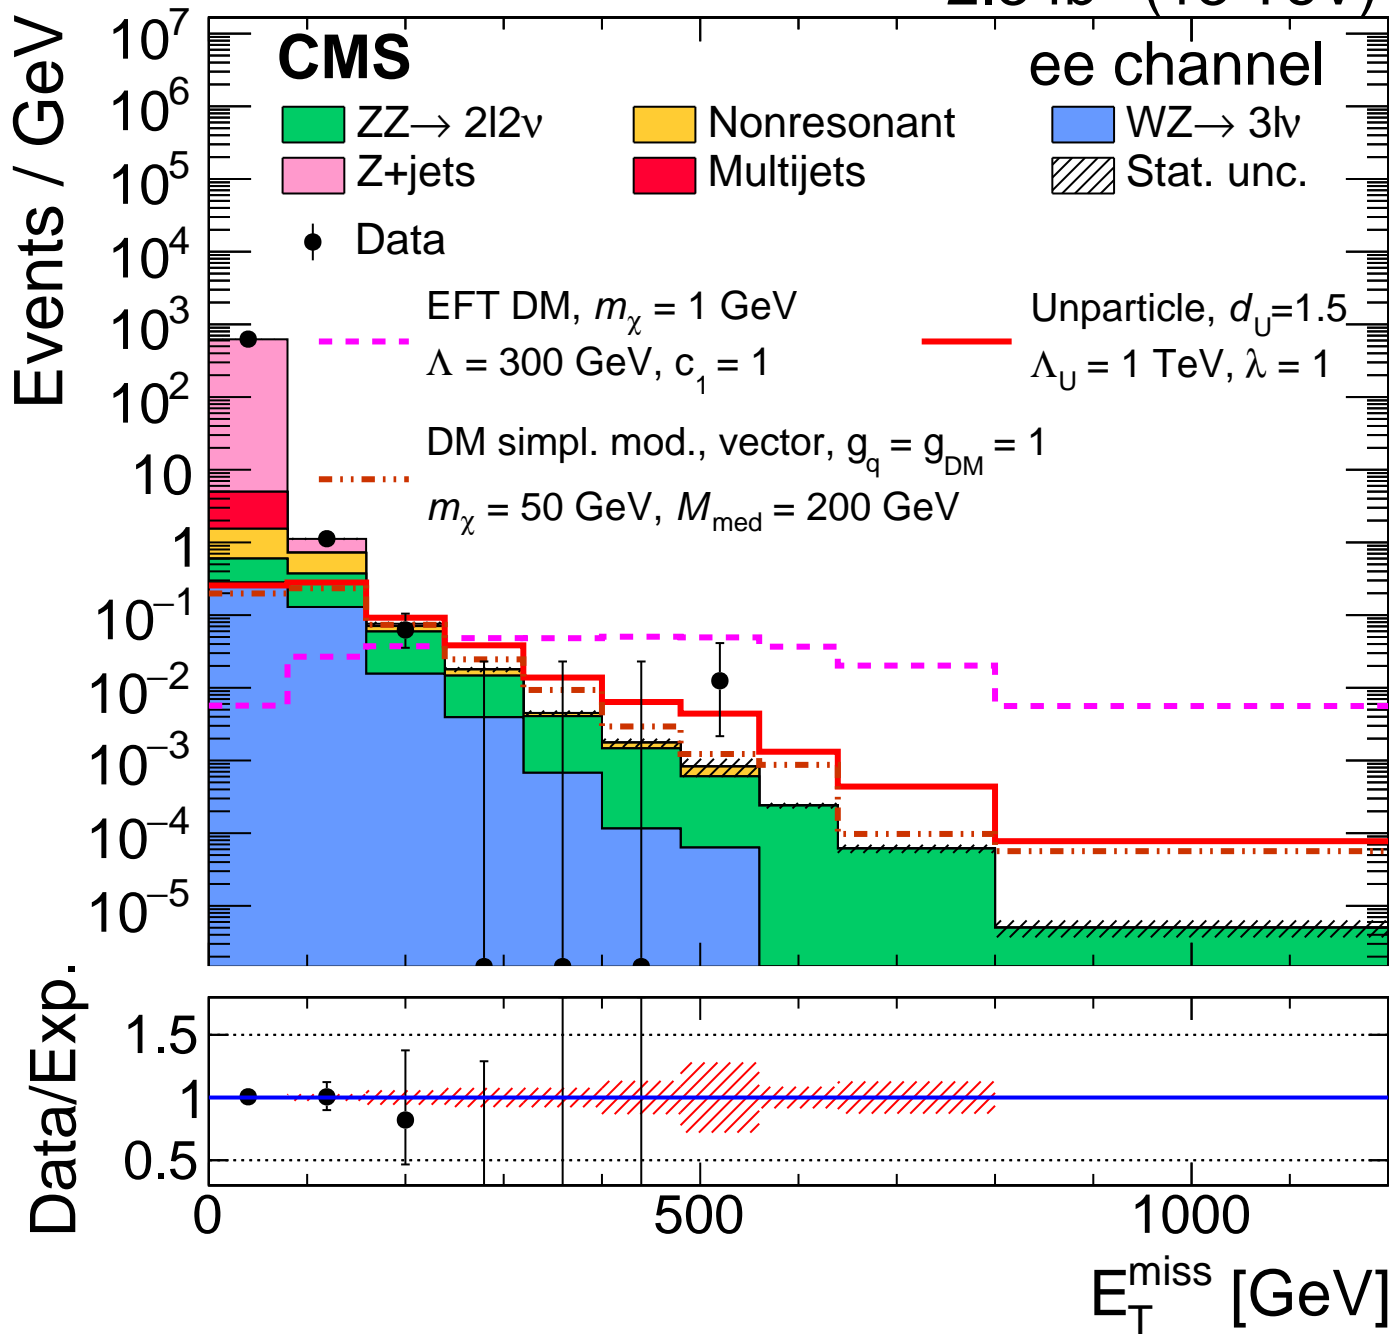 CMS
ee channel
ZZ→ 2l2ν Nonresonant WZ→ 3lν
Z+jets Multijets Stat. unc.
Data
EFT DM, mχ = 1 GeV
Λ = 300 GeV, c1 = 1
Unparticle, dU=1.5
ΛU = 1 TeV, λ = 1
DM simpl. mod., vector, gq = gDM = 1
mχ = 50 GeV, Mmed = 200 GeV
Events / GeV
10^7
10^6
10^5
10^4
10^3
10^2
10
1
10^−1
10^−2
10^−3
10^−4
10^−5
Data/Exp.
1.5
1
0.5
0 500 1000
E_T^miss [GeV]